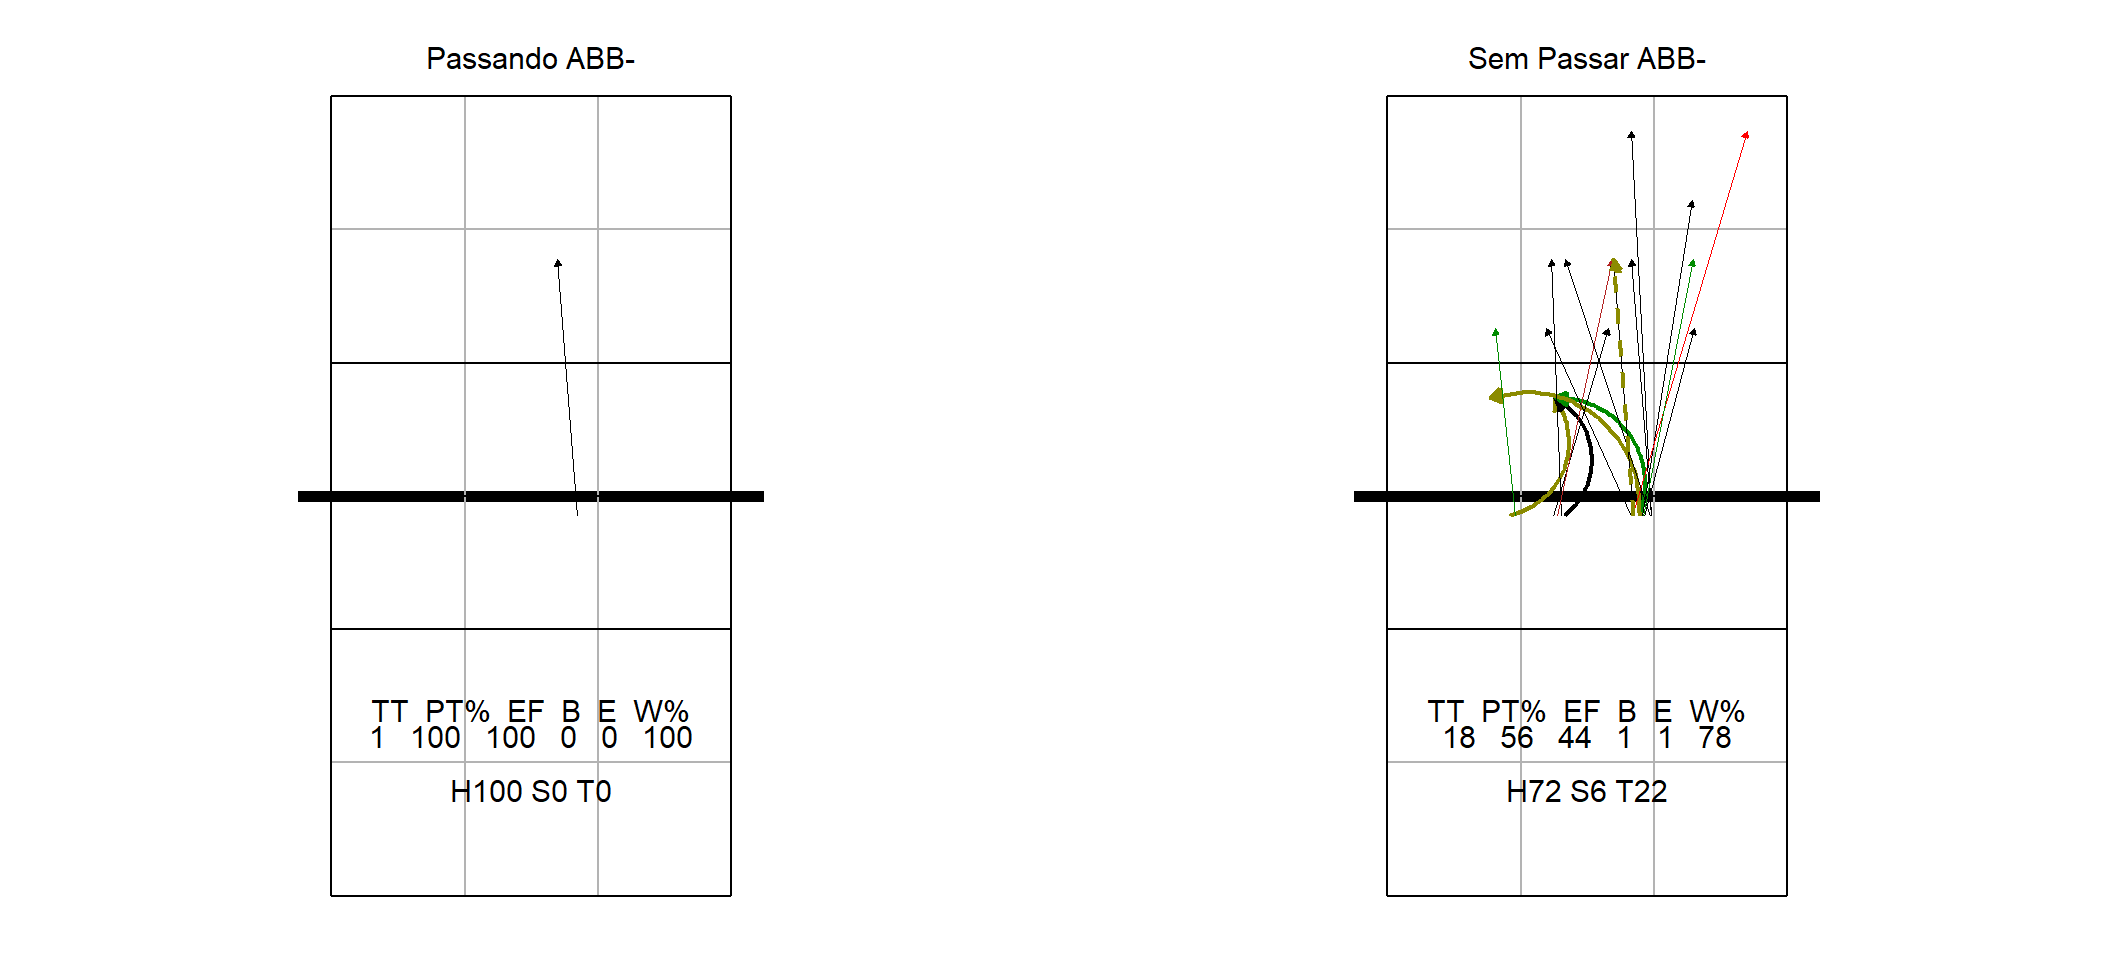 Passando ABB-
TT PT% EF B E W%
1 100 100 0 0 100
H100 S0 T0
Sem Passar ABB-
TT PT% EF B E W%
18 56 44 1 1 78
H72 S6 T22